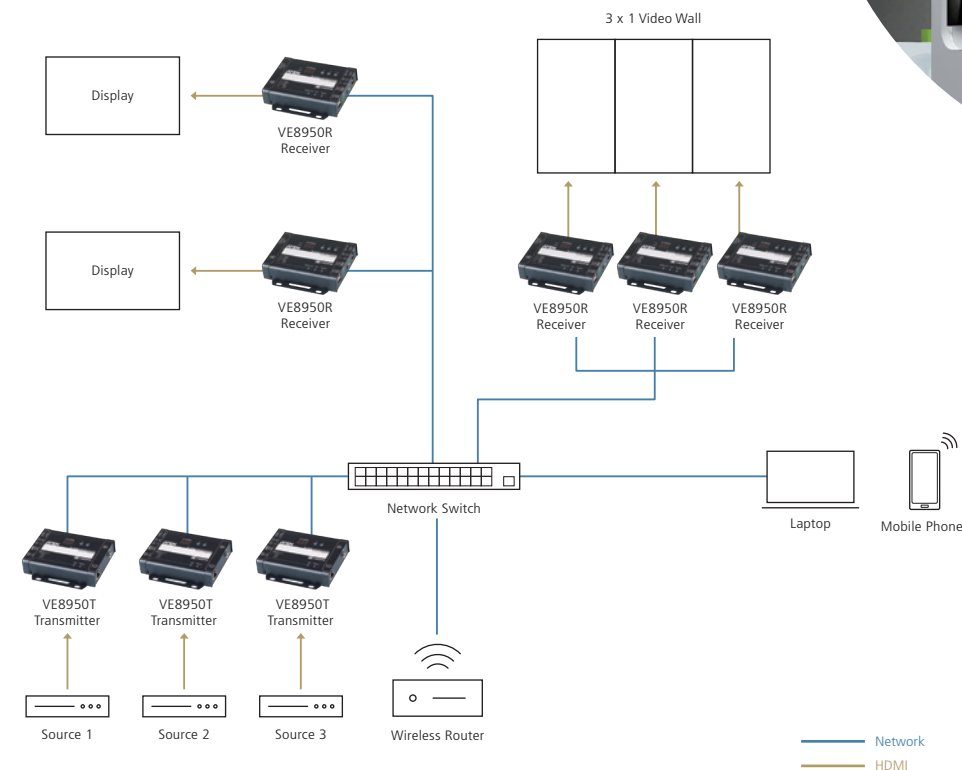 3 x 1 Video Wall
Display
VE8950R
Receiver
Display
VE8950R
Receiver
VE8950R
Receiver
VE8950R
Receiver
VE8950R
Receiver
Network Switch
Laptop
Mobile Phone
VE8950T
Transmitter
VE8950T
Transmitter
VE8950T
Transmitter
Source 1
Source 2
Source 3
Wireless Router
Network
HDMI